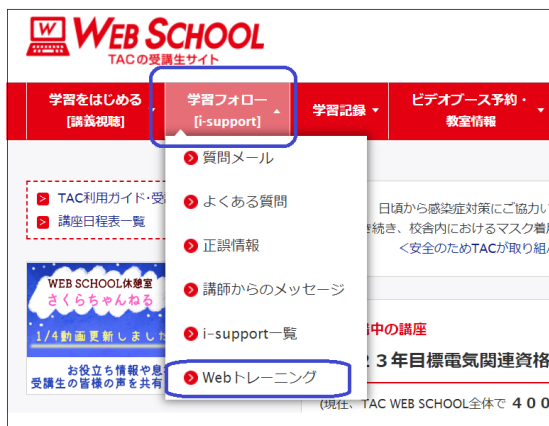 WEB SCHOOL
TACの受講生サイト
学習をはじめる
[講義視聴]
学習フォロー
[i-support]
学習記録
ビデオブース予約・
教室情報
質問メール
よくある質問
正誤情報
講師からのメッセージ
i-support一覧
Webトレーニング
TAC利用ガイド・受
講座日程表一覧
日頃から感染症対策にご協力い
き続き、校舎内におけるマスク着用
<安全のためTACが取り組ん
WEB SCHOOL休憩室
さくらちゃんねる
1/4動画更新しました
お役立ち情報や息
受講生の皆様の声を共有
中の講座
23年目標電気関連資格
(現在、TAC WEB SCHOOL全体で 400